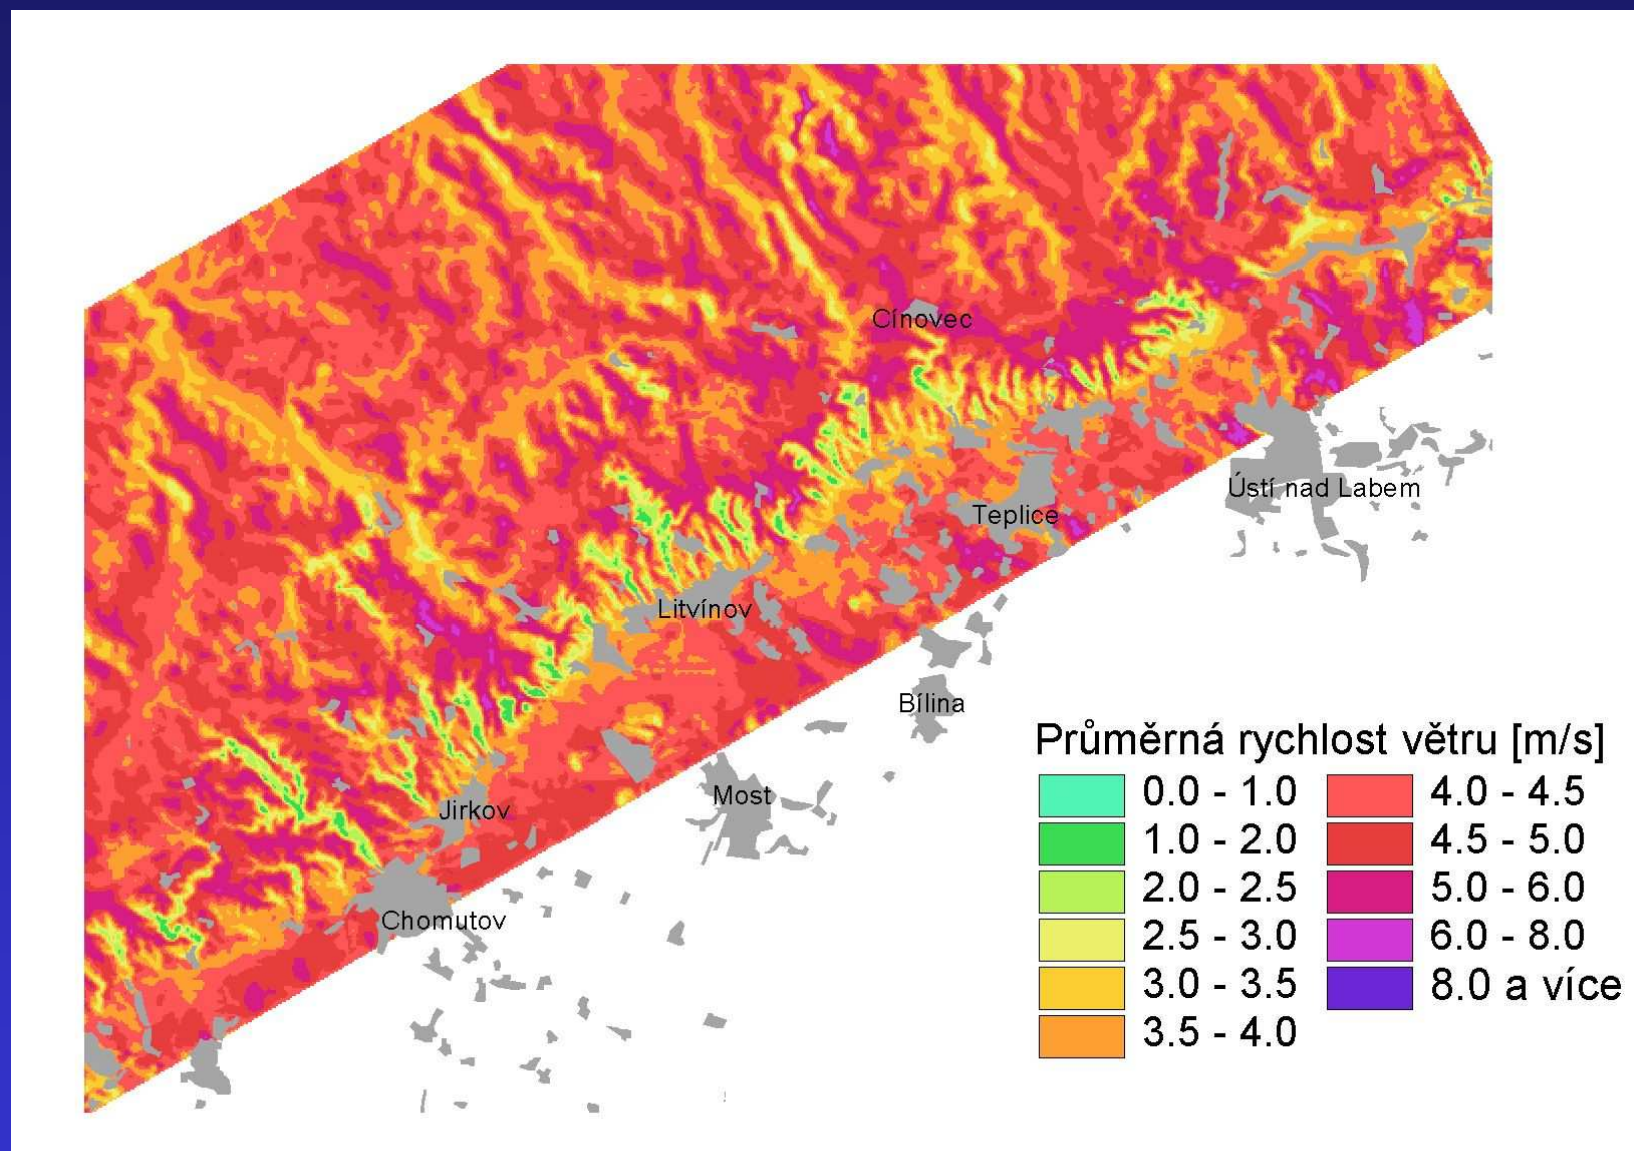 Cínovec
Ústí nad Labem
Teplice
Litvínov
Bílina
Most
Jirkov
Chomutov
Průměrná rychlost větru [m/s]
0.0 - 1.0
1.0 - 2.0
2.0 - 2.5
2.5 - 3.0
3.0 - 3.5
3.5 - 4.0
4.0 - 4.5
4.5 - 5.0
5.0 - 6.0
6.0 - 8.0
8.0 a více